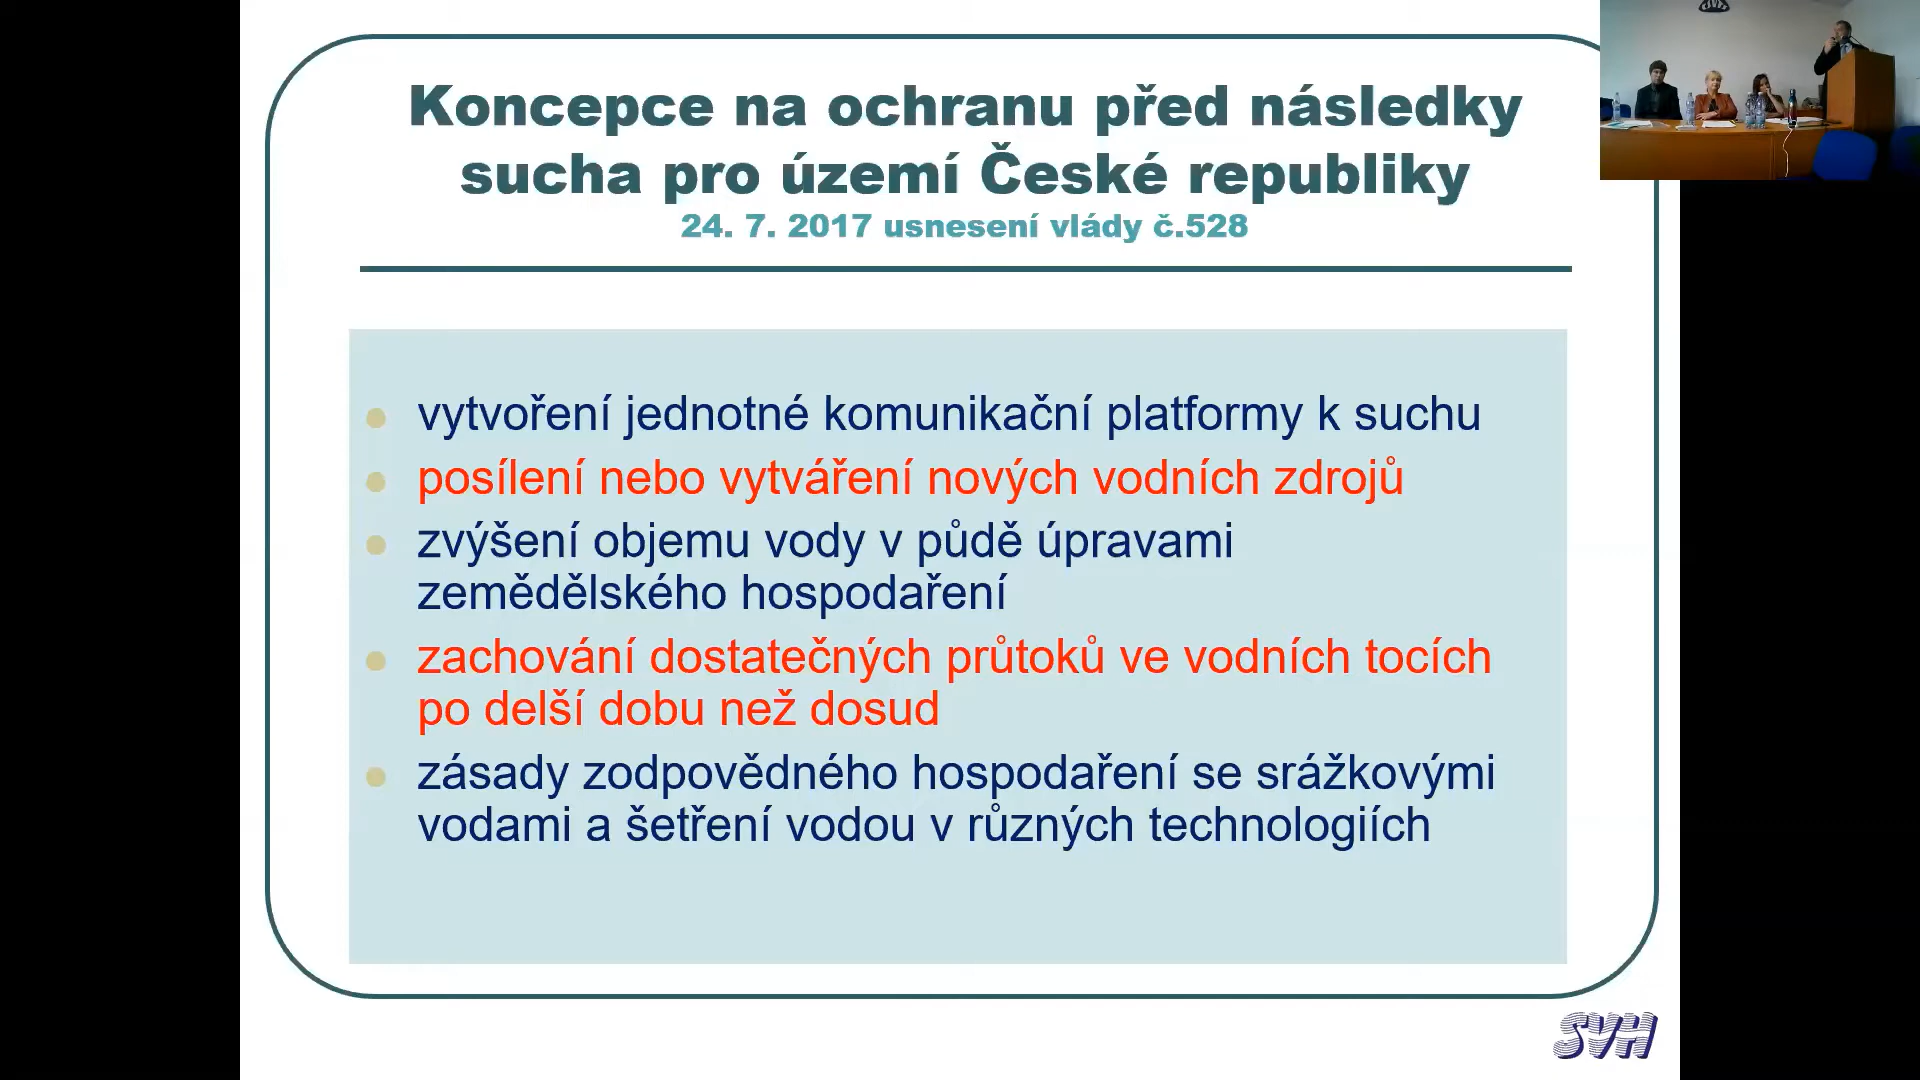 Koncepce na ochranu před následky
sucha pro území České republiky
24. 7. 2017 usnesení vlády č.528
vytvoření jednotné komunikační platformy k suchu
posílení nebo vytváření nových vodních zdrojů
zvýšení objemu vody v půdě úpravami
zemědělského hospodaření
zachování dostatečných průtoků ve vodních tocích
po delší dobu než dosud
zásady zodpovědného hospodaření se srážkovými
vodami a šetření vodou v různých technologiích
SVH